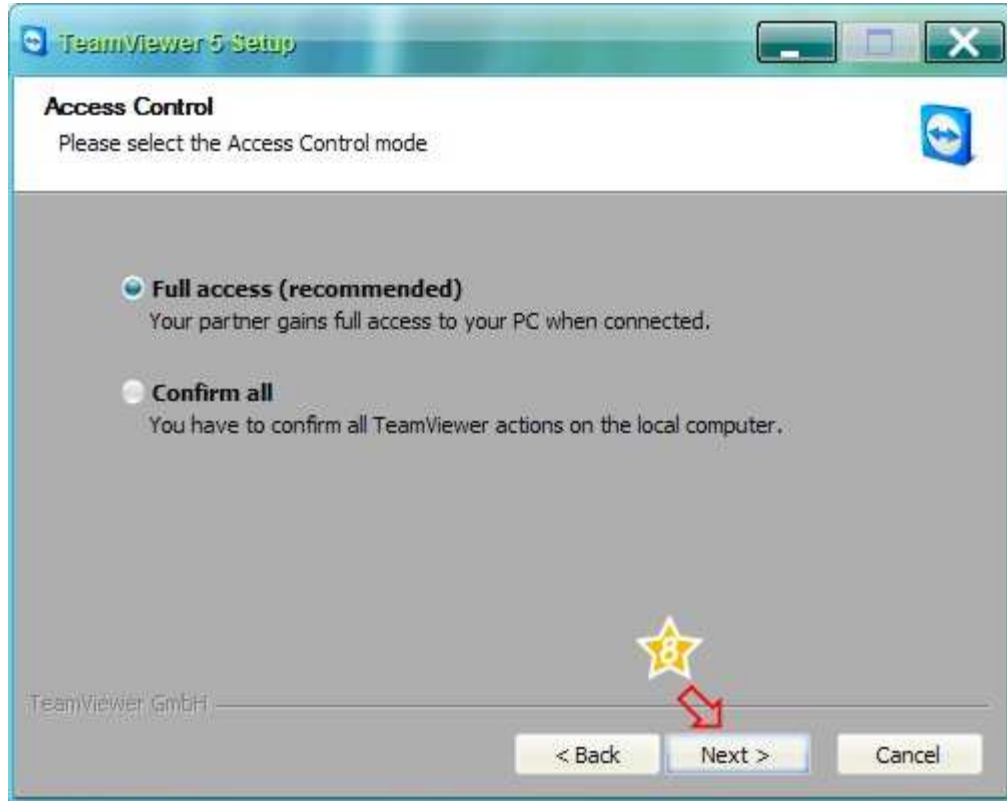 TeamViewer 5 Setup
Access Control
Please select the Access Control mode
Full access (recommended)
Your partner gains full access to your PC when connected.
Confirm all
You have to confirm all TeamViewer actions on the local computer.
8
TeamViewer GmbH
< Back Next > Cancel